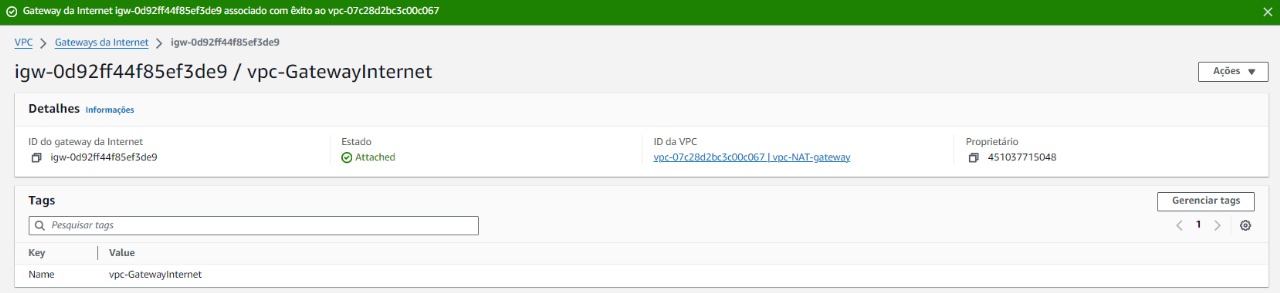 Gateway da Internet igw-0d92ff44f85ef3de9 associado com êxito ao vpc-07c28d2bc3c00c067
VPC > Gateways da Internet > igw-0d92ff44f85ef3de9
igw-0d92ff44f85ef3de9 / vpc-GatewayInternet
Ações
Detalhes Informações
ID do gateway da Internet
igw-0d92ff44f85ef3de9
Estado
Attached
ID da VPC
vpc-07c28d2bc3c00c067 | vpc-NAT-gateway
Proprietário
451037715048
Tags
Gerenciar tags
Pesquisar tags
1
Key Value
Name vpc-GatewayInternet